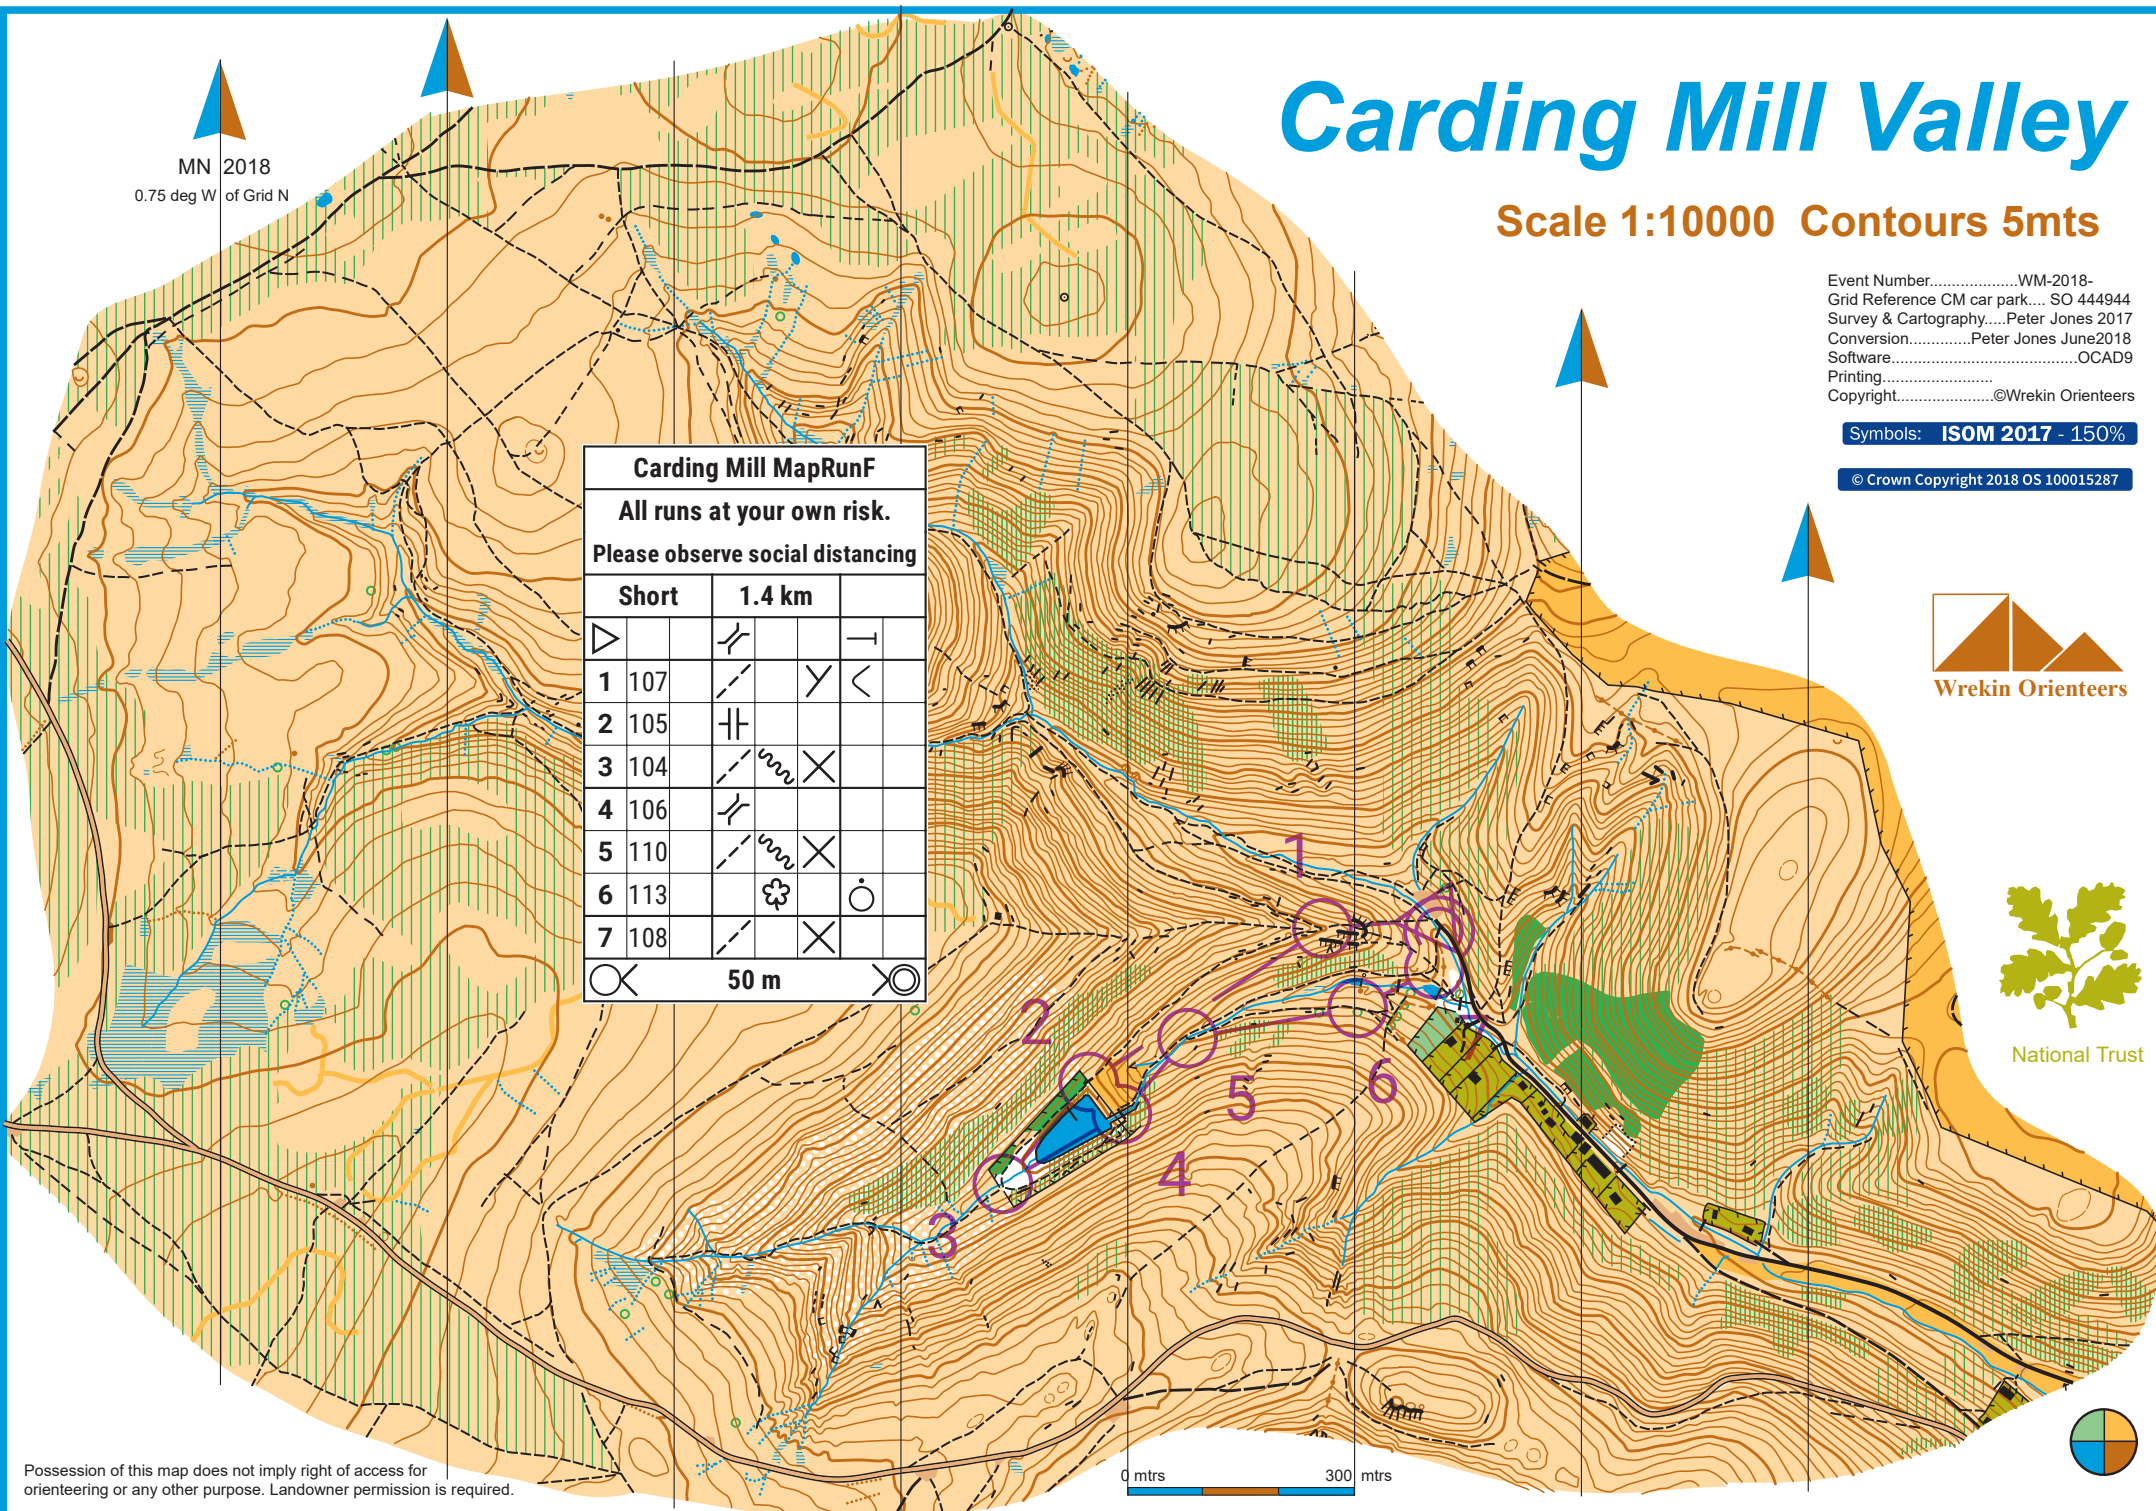 Carding Mill Valley
Scale 1:10000 Contours 5mts
MN 2018
0.75 deg W of Grid N
Event Number....................WM-2018-
Grid Reference CM car park.... SO 444944
Survey & Cartography.....Peter Jones 2017
Conversion..............Peter Jones June2018
Software..........................................OCAD9
Printing.........................
Copyright......................©Wrekin Orienteers
Symbols: ISOM 2017 - 150%
© Crown Copyright 2018 OS 100015287
Wrekin Orienteers
National Trust
Carding Mill MapRunF
All runs at your own risk.
Please observe social distancing
Short 1.4 km
1 107
2 105
3 104
4 106
5 110
6 113
7 108
50 m
1
2
3
4
5
6
7
0 mtrs 300 mtrs
Possession of this map does not imply right of access for
orienteering or any other purpose. Landowner permission is required.